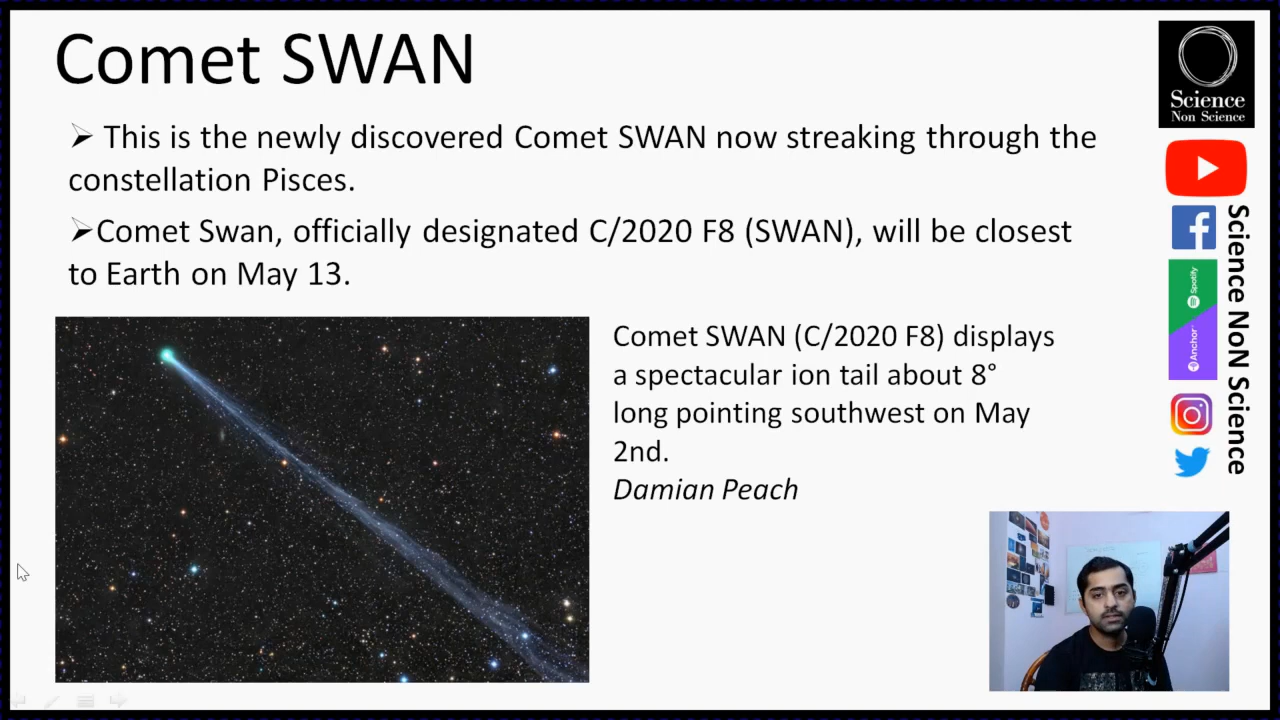 Comet SWAN
➢ This is the newly discovered Comet SWAN now streaking through the
constellation Pisces.
➢Comet Swan, officially designated C/2020 F8 (SWAN), will be closest
to Earth on May 13.
Comet SWAN (C/2020 F8) displays
a spectacular ion tail about 8°
long pointing southwest on May
2nd.
Damian Peach
Science
Non Science
Spotify
Anchor
Science NoN Science